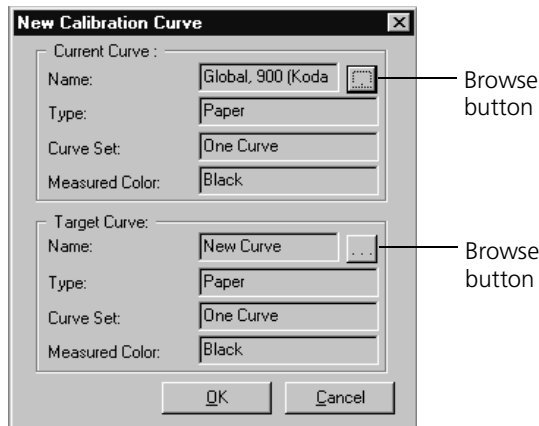 New Calibration Curve
Current Curve :
Name: Global, 900 (Koda
Browse button
Type: Paper
Curve Set: One Curve
Measured Color: Black
Target Curve:
Name: New Curve ...
Browse button
Type: Paper
Curve Set: One Curve
Measured Color: Black
OK Cancel